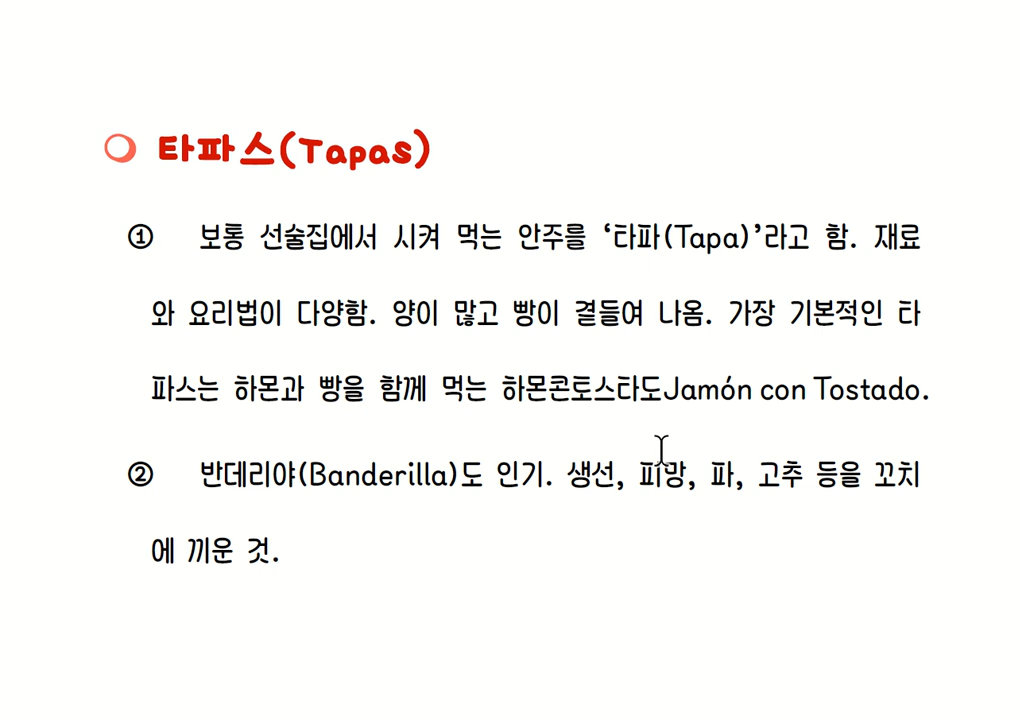 ○ 타파스(Tapas)
① 보통 선술집에서 시켜 먹는 안주를 ‘타파(Tapa)’라고 함. 재료
와 요리법이 다양함. 양이 많고 빵이 곁들여 나옴. 가장 기본적인 타
파스는 하몬과 빵을 함께 먹는 하몬콘토스타도Jamón con Tostado.
② 반데리야(Banderilla)도 인기. 생선, 피망, 파, 고추 등을 꼬치
에 끼운 것.